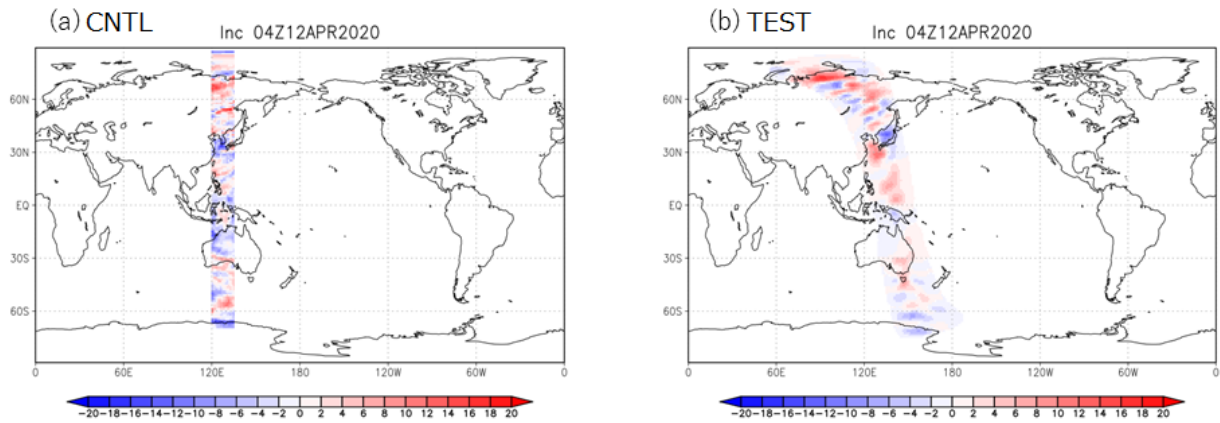 (a) CNTL
Inc 04Z12APR2020
60N
30N
EQ
30S
60S
0 60E 120E 180 120W 60W 0
−20 −18 −16 −14 −12 −10 −8 −6 −4 −2 0 2 4 6 8 10 12 14 16 18 20
(b) TEST
Inc 04Z12APR2020
60N
30N
EQ
30S
60S
0 60E 120E 180 120W 60W 0
−20 −18 −16 −14 −12 −10 −8 −6 −4 −2 0 2 4 6 8 10 12 14 16 18 20